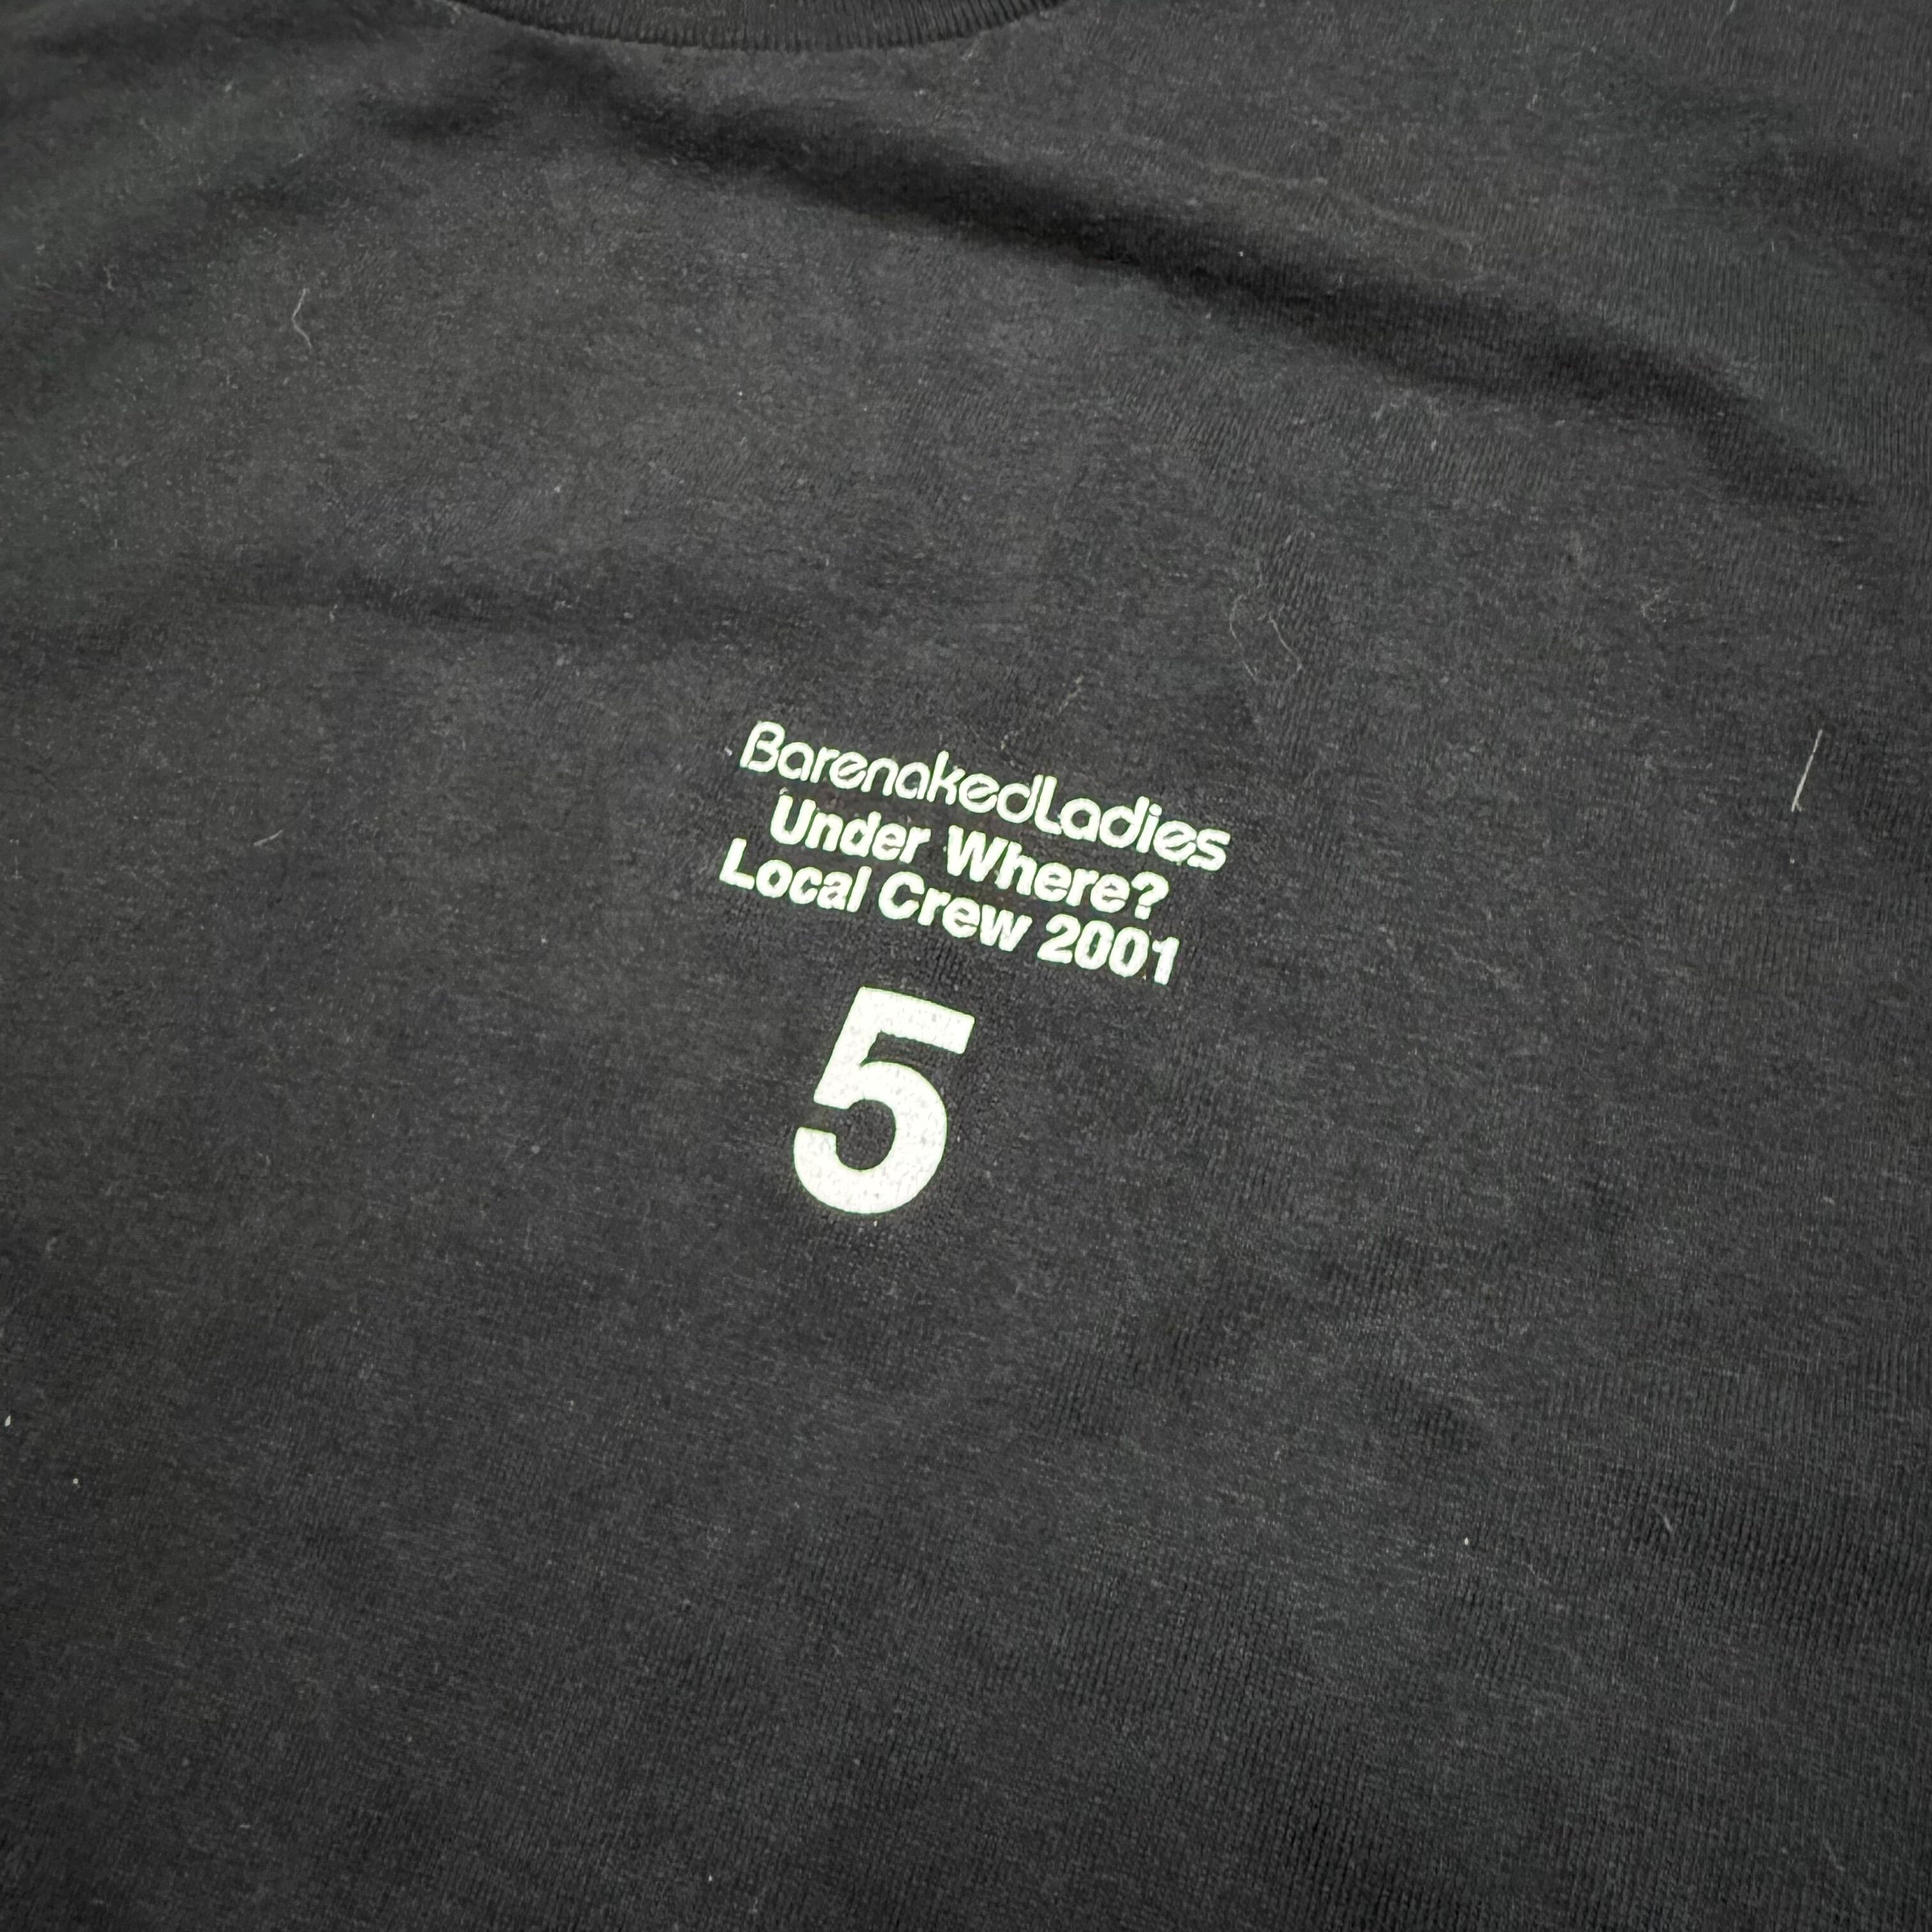 BarenakedLadies
Under Where?
Local Crew 2001
5